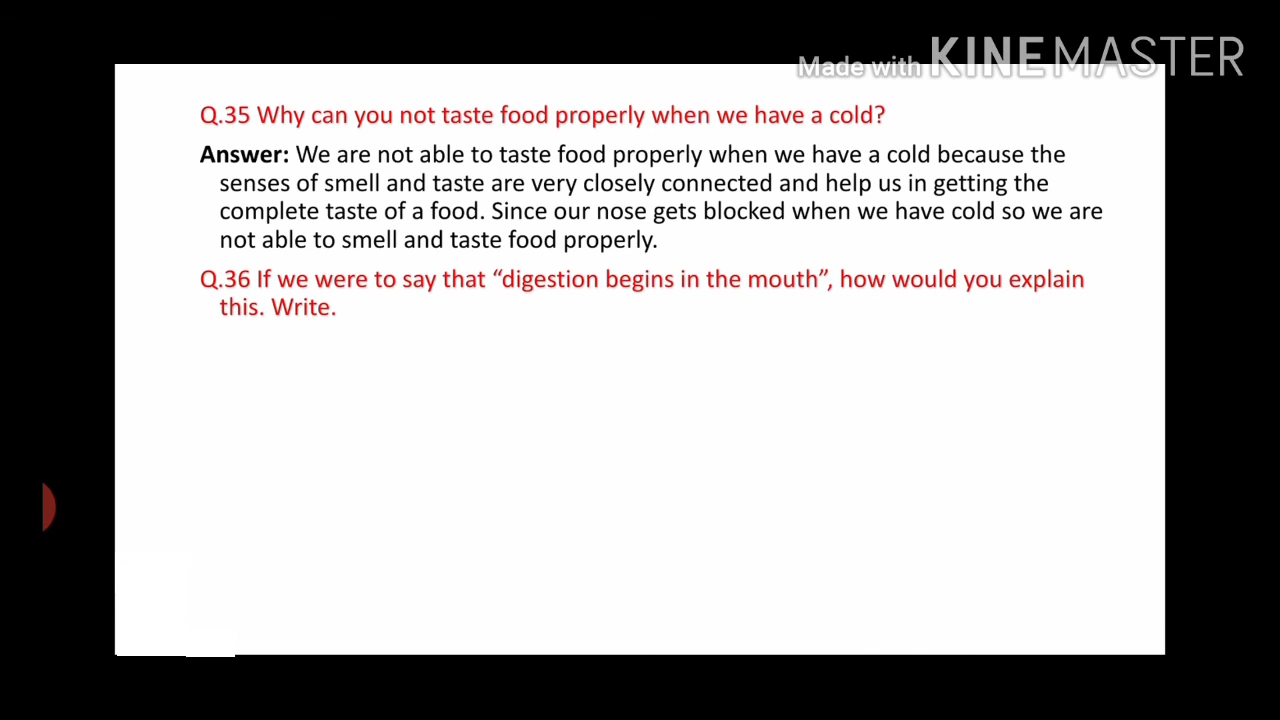 Made with KINEMASTER
Q.35 Why can you not taste food properly when we have a cold?
Answer: We are not able to taste food properly when we have a cold because the
senses of smell and taste are very closely connected and help us in getting the
complete taste of a food. Since our nose gets blocked when we have cold so we are
not able to smell and taste food properly.
Q.36 If we were to say that “digestion begins in the mouth”, how would you explain
this. Write.